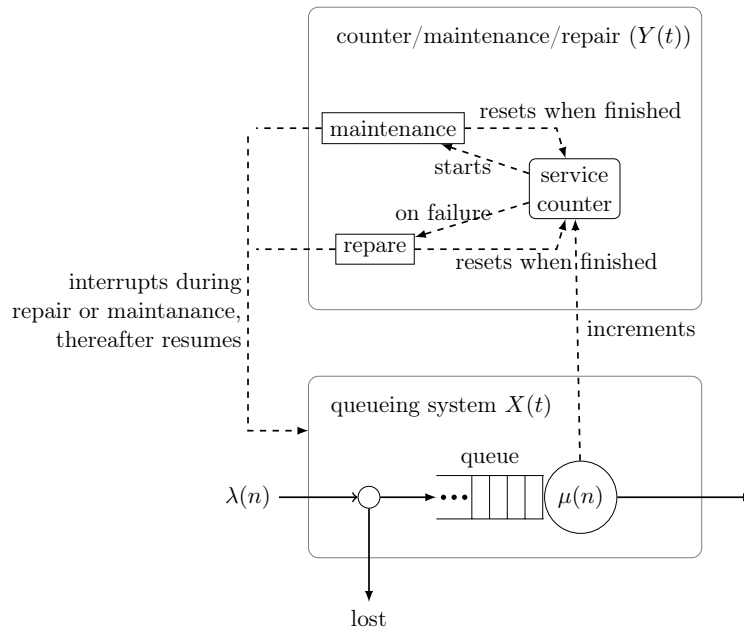 counter/maintenance/repair (Y(t))
maintenance
resets when finished
starts
service
counter
on failure
repare
resets when finished
interrupts during
repair or maintanance,
thereafter resumes
increments
queueing system X(t)
queue
λ(n)
μ(n)
lost